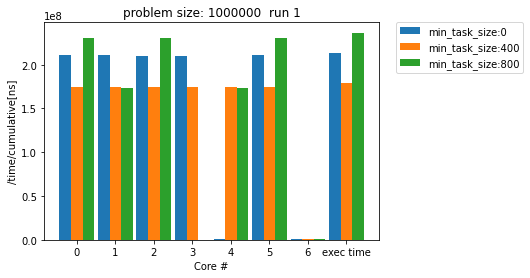 problem size: 1000000  run 1
1e8
min_task_size:0
min_task_size:400
min_task_size:800
/time/cumulative[ns]
2.0
1.5
1.0
0.5
0.0
0 1 2 3 4 5 6 exec time
Core #